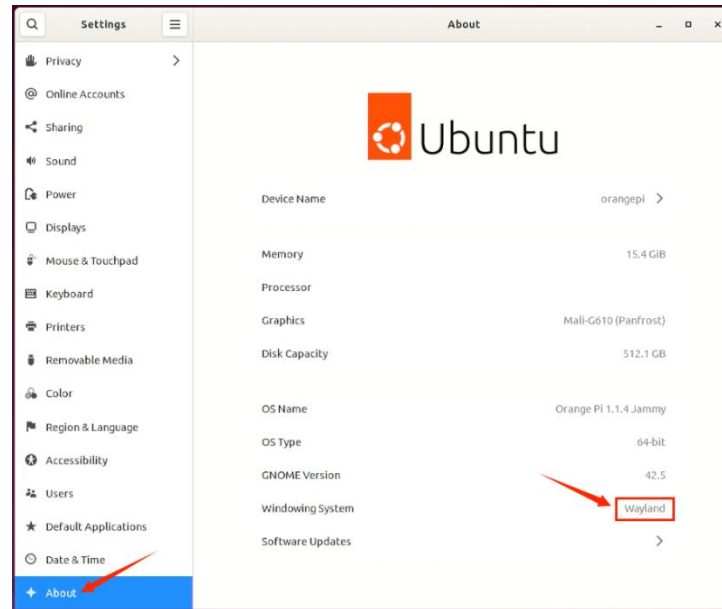 Settings
About
Privacy
Online Accounts
Sharing
Sound
Power
Displays
Mouse & Touchpad
Keyboard
Printers
Removable Media
Color
Region & Language
Accessibility
Users
Default Applications
Date & Time
About
Ubuntu
Device Name orangepi
Memory 15.4 GiB
Processor
Graphics Mali-G610 (Panfrost)
Disk Capacity 512.1 GB
OS Name Orange Pi 1.1.4 Jammy
OS Type 64-bit
GNOME Version 42.5
Windowing System Wayland
Software Updates